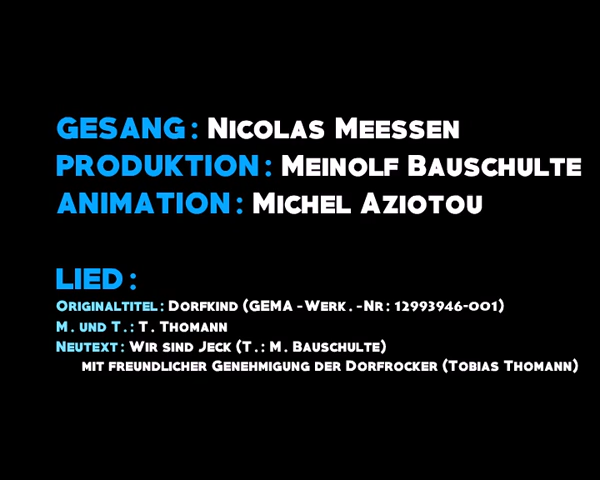 GESANG: NICOLAS MEESSEN
PRODUKTION: MEINOLF BAUSCHULTE
ANIMATION: MICHEL AZIOTOU
LIED:
ORIGINALTITEL: DORFKIND (GEMA-WERK.-NR: 12993946-001)
M. UND T.: T. THOMANN
NEUTEXT: WIR SIND JECK (T.: M. BAUSCHULTE)
MIT FREUNDLICHER GENEHMIGUNG DER DORFROCKER (TOBIAS THOMANN)